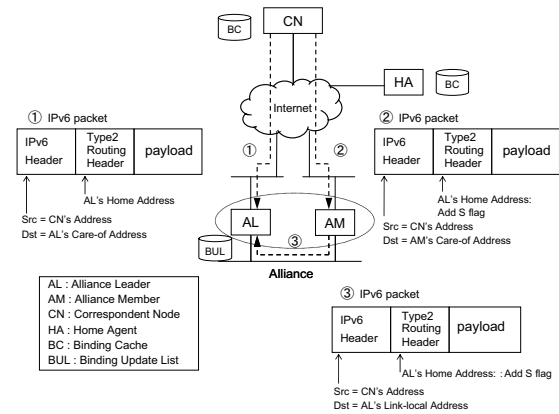 CN
BC
HA
BC
Internet
① IPv6 packet
IPv6
Header
Type2
Routing
Header
payload
AL's Home Address
Src = CN's Address
Dst = AL's Care-of Address
①
②
② IPv6 packet
IPv6
Header
Type2
Routing
Header
payload
AL's Home Address:
Add S flag
Src = CN's Address
Dst = AM's Care-of Address
AL
AM
③
BUL
Alliance
AL : Alliance Leader
AM : Alliance Member
CN : Correspondent Node
HA : Home Agent
BC : Binding Cache
BUL : Binding Update List
③ IPv6 packet
IPv6
Header
Type2
Routing
Header
payload
AL's Home Address: : Add S flag
Src = CN's Address
Dst = AL's Link-local Address